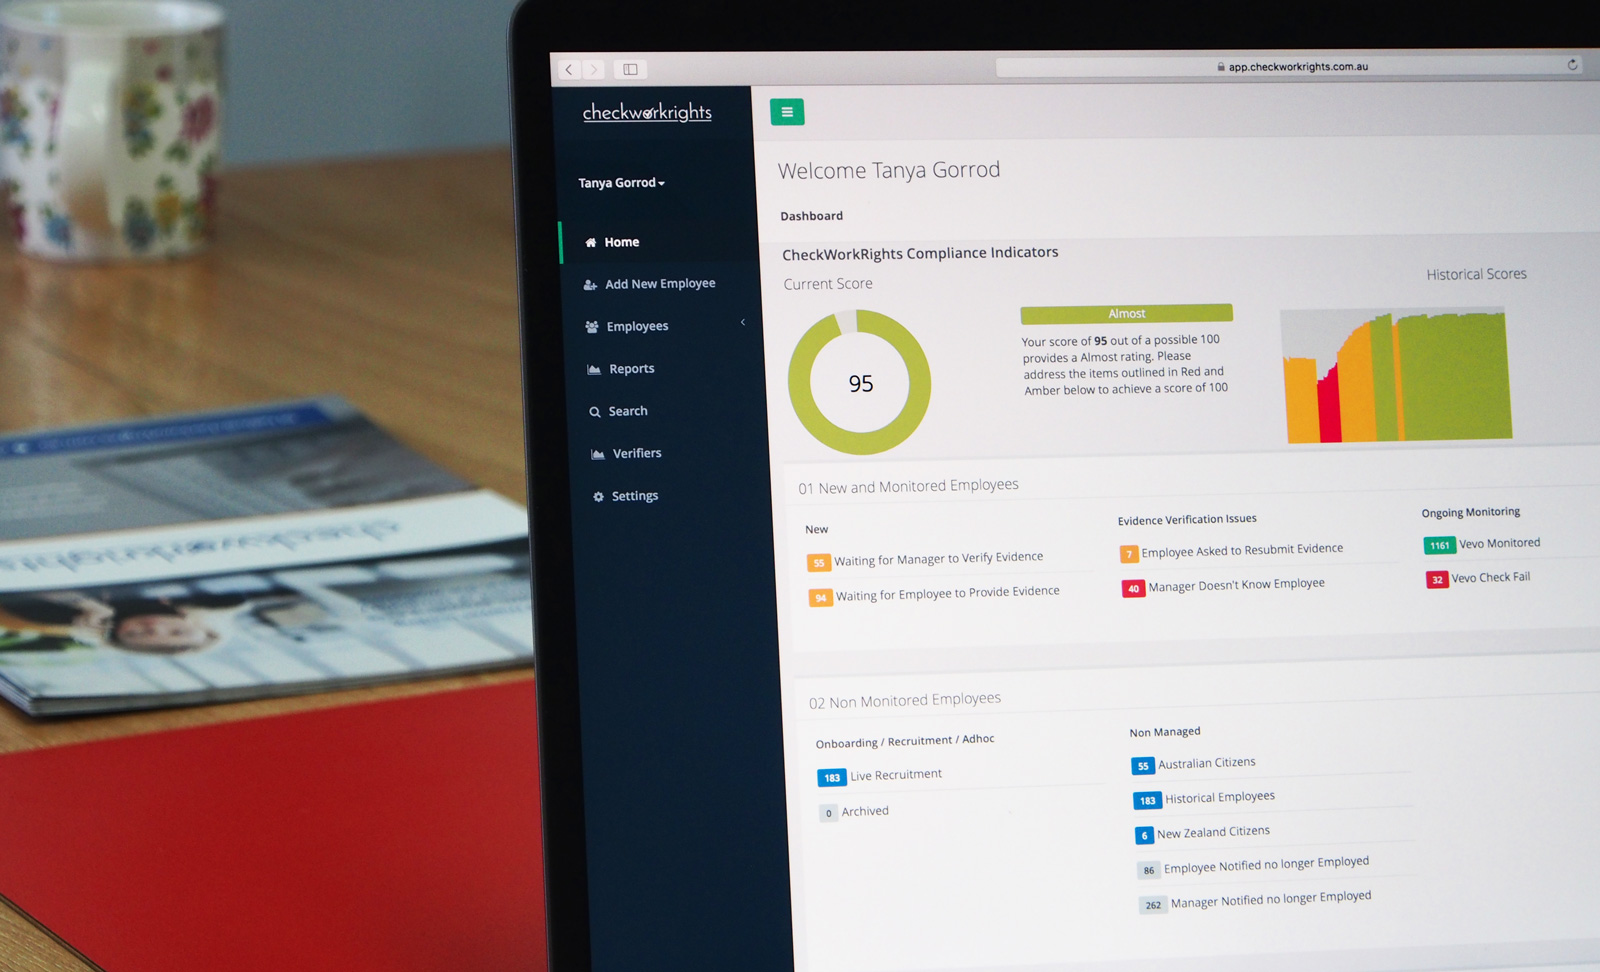 app.checkworkrights.com.au
checkworkrights
Tanya Gorrod
Home
Add New Employee
Employees
Reports
Search
Verifiers
Settings
Welcome Tanya Gorrod
Dashboard
CheckWorkRights Compliance Indicators
Current Score
95
Almost
Your score of 95 out of a possible 100
provides a Almost rating. Please
address the items outlined in Red and
Amber below to achieve a score of 100
Historical Scores
01 New and Monitored Employees
New
55 Waiting for Manager to Verify Evidence
94 Waiting for Employee to Provide Evidence
Evidence Verification Issues
7 Employee Asked to Resubmit Evidence
40 Manager Doesn't Know Employee
Ongoing Monitoring
1161 Vevo Monitored
32 Vevo Check Fail
02 Non Monitored Employees
Onboarding / Recruitment / Adhoc
183 Live Recruitment
0 Archived
Non Managed
55 Australian Citizens
183 Historical Employees
6 New Zealand Citizens
86 Employee Notified no longer Employed
262 Manager Notified no longer Employed
checkworkrights